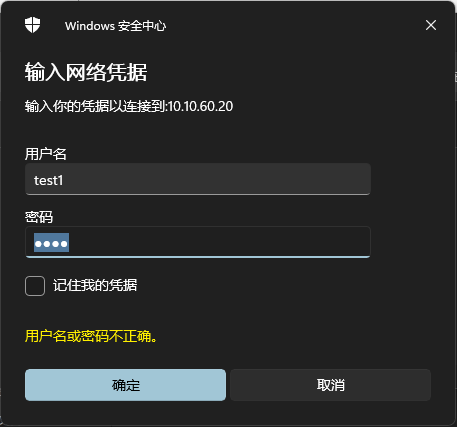 Windows 安全中心
输入网络凭据
输入你的凭据以连接到:10.10.60.20
用户名
test1
密码
●●●●
记住我的凭据
用户名或密码不正确。
确定
取消